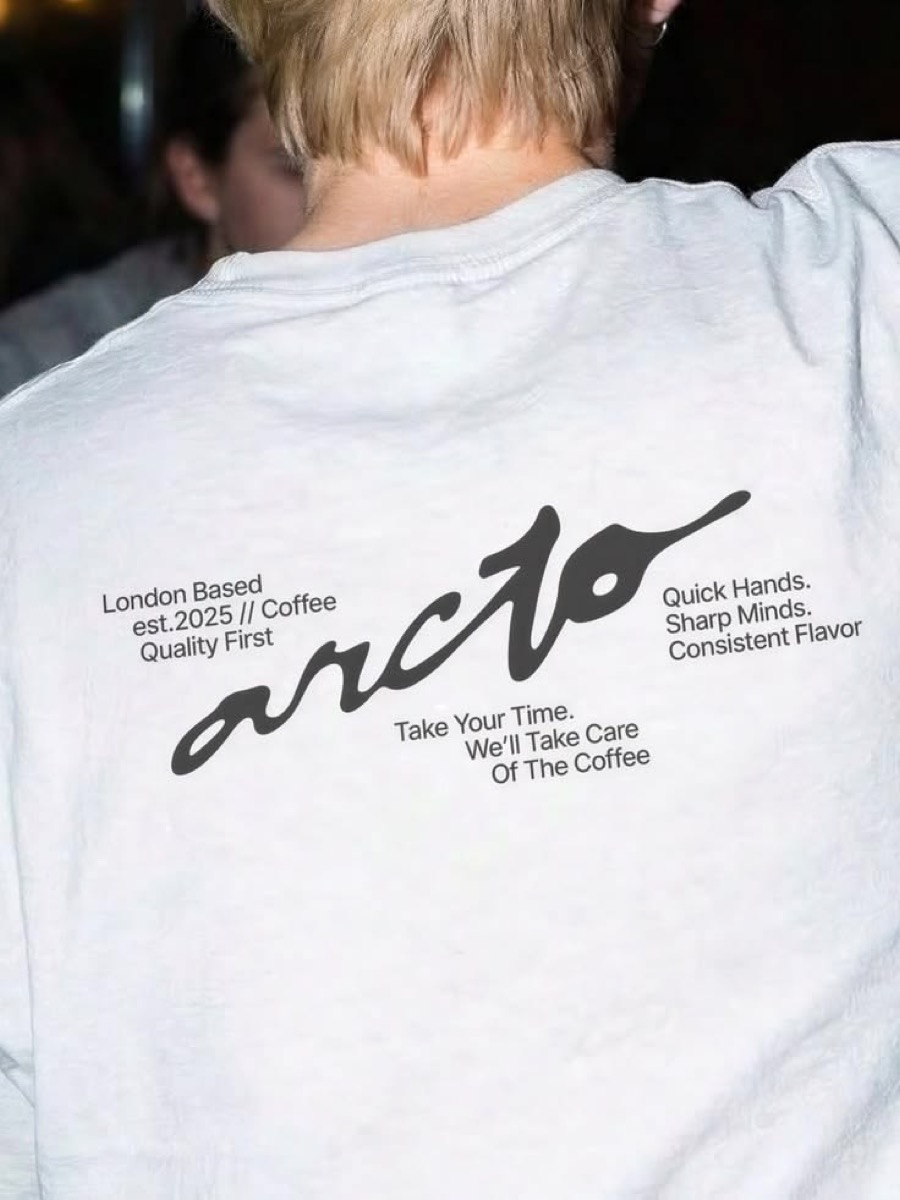 London Based
est.2025 // Coffee
Quality First
arcto
Quick Hands.
Sharp Minds.
Consistent Flavor
Take Your Time.
We'll Take Care
Of The Coffee